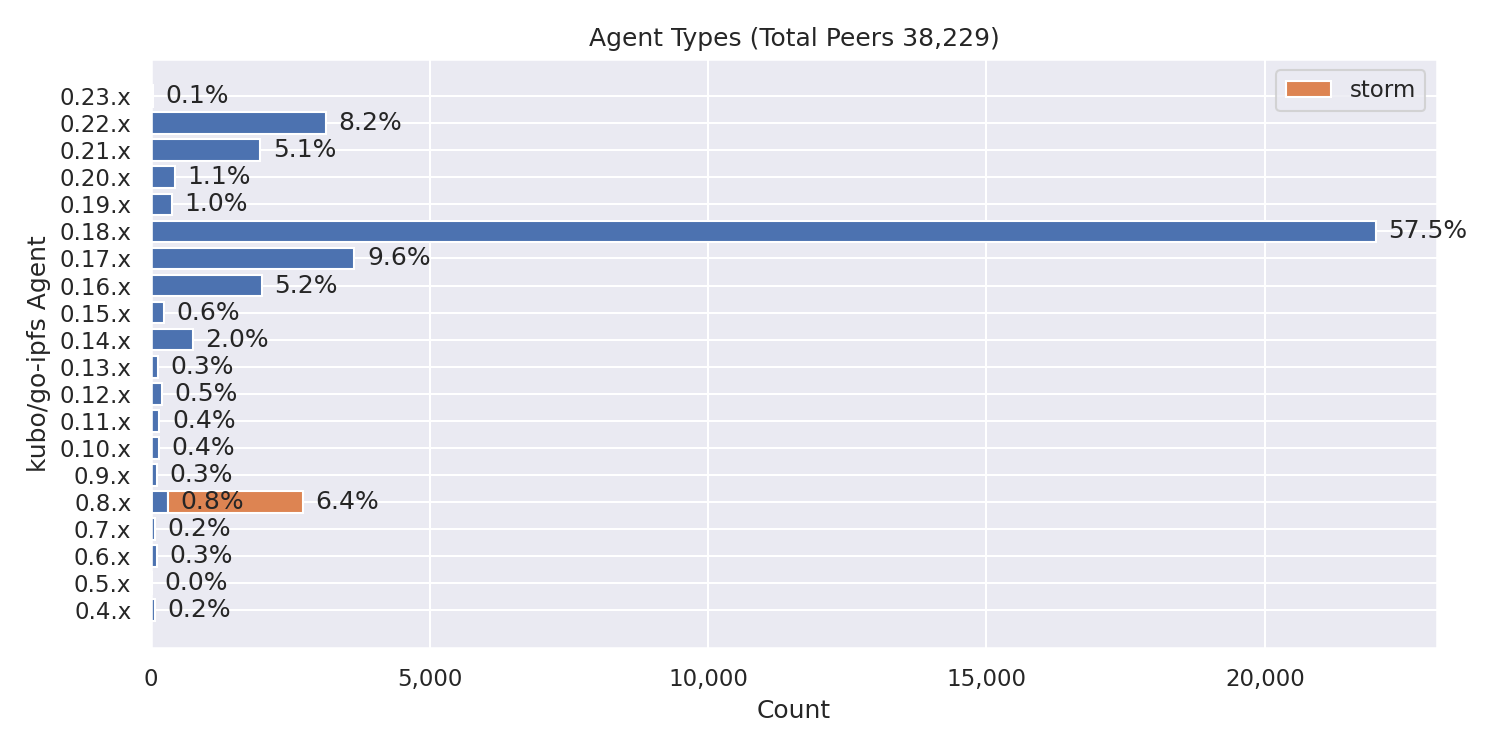 Agent Types (Total Peers 38,229)
storm
kubo/go-ipfs Agent
0.23.x 0.1%
0.22.x 8.2%
0.21.x 5.1%
0.20.x 1.1%
0.19.x 1.0%
0.18.x 57.5%
0.17.x 9.6%
0.16.x 5.2%
0.15.x 0.6%
0.14.x 2.0%
0.13.x 0.3%
0.12.x 0.5%
0.11.x 0.4%
0.10.x 0.4%
0.9.x 0.3%
0.8.x 0.8% 6.4%
0.7.x 0.2%
0.6.x 0.3%
0.5.x 0.0%
0.4.x 0.2%
0 5,000 10,000 15,000 20,000
Count